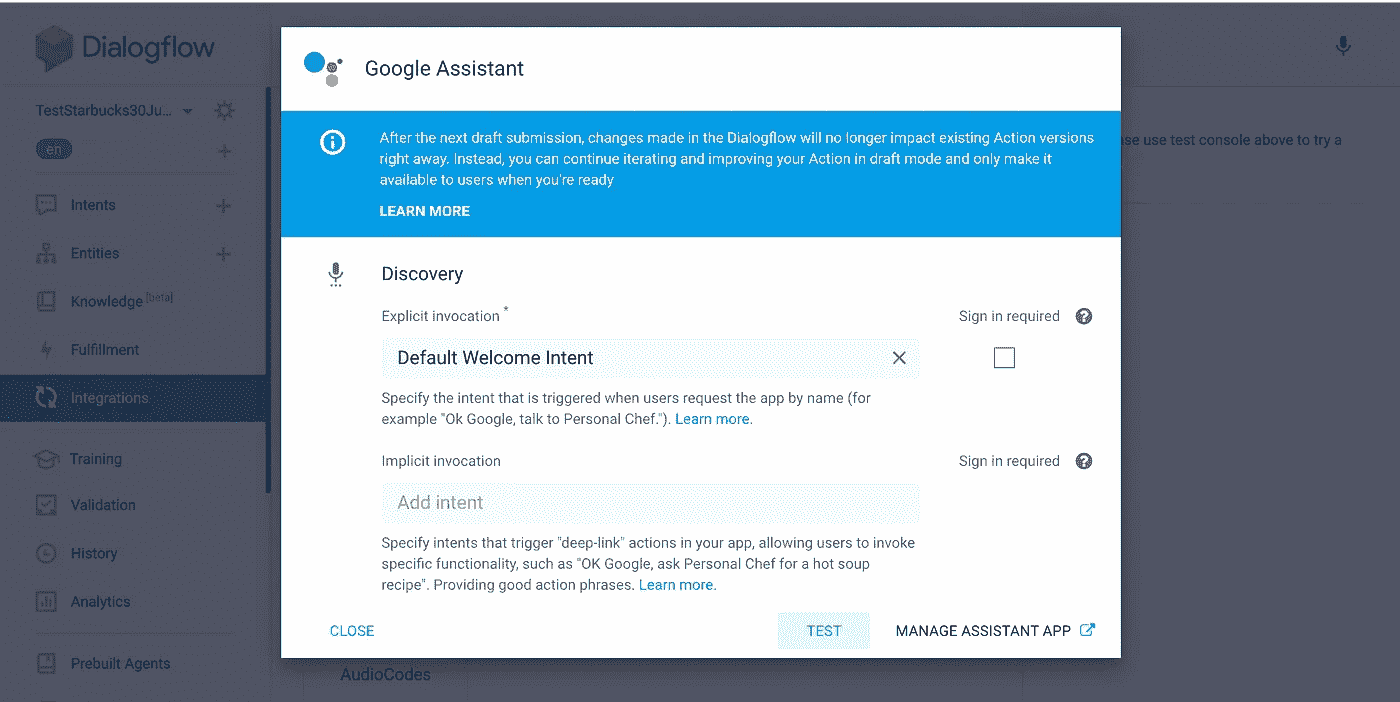 Dialogflow
TestStarbucks30Ju...
en
Intents
Entities
Knowledge [beta]
Fulfillment
Integrations
Training
Validation
History
Analytics
Prebuilt Agents
Google Assistant
After the next draft submission, changes made in the Dialogflow will no longer impact existing Action versions
right away. Instead, you can continue iterating and improving your Action in draft mode and only make it
available to users when you're ready
LEARN MORE
Discovery
Explicit invocation *
Sign in required
Default Welcome Intent
Specify the intent that is triggered when users request the app by name (for
example "Ok Google, talk to Personal Chef."). Learn more.
Implicit invocation
Sign in required
Add intent
Specify intents that trigger "deep-link" actions in your app, allowing users to invoke
specific functionality, such as "OK Google, ask Personal Chef for a hot soup
recipe". Providing good action phrases. Learn more.
CLOSE
TEST
MANAGE ASSISTANT APP
use test console above to try a
AudioCodes